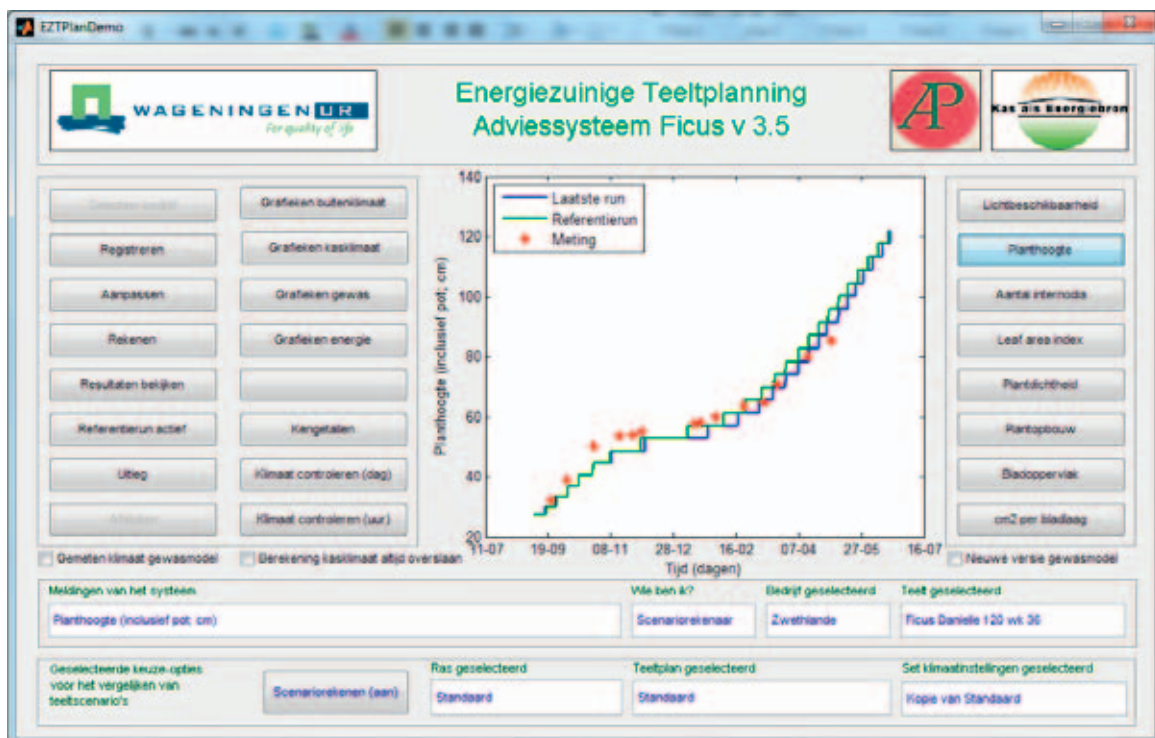 EZTPlanDemo
WAGENINGEN UR
For quality of life
Energiezuinige Teeltplanning
Adviessysteem Ficus v 3.5
AP
Kas als Energiebron
Grafieken buitenklimaat
Registreren
Grafieken kasklimaat
Aanpassen
Grafieken gewas
Rekenen
Grafieken energie
Resultaten bekijken
Referentierun actief
Kengetallen
Uitleg
Klimaat controleren (dag)
Afsluiten
Klimaat controleren (uur)
Planthoogte (inclusief pot; cm)
140
120
100
80
60
40
20
Laatste run
Referentierun
Meting
11-07 19-09 08-11 28-12 16-02 07-04 27-05 16-07
Tijd (dagen)
Lichtbeschikbaarheid
Planthoogte
Aantal internodia
Leaf area index
Plantdichtheid
Plantopbouw
Bladoppervlak
cm2 per bladlaag
Gemeten klimaat gewasmodel
Berekening kasklimaat altijd overslaan
Nieuwe versie gewasmodel
Meldingen van het systeem
Wie ben ik?
Bedrijf geselecteerd
Teelt geselecteerd
Planthoogte (inclusief pot; cm)
Scenariorekenaar
Zwethlande
Ficus Danielle 120 wk 36
Geselecteerde keuze-opties
voor het vergelijken van
teeltscenario's
Scenariorekenen (aan)
Ras geselecteerd
Teeltplan geselecteerd
Set klimaatinstellingen geselecteerd
Standaard
Standaard
Kopie van Standaard